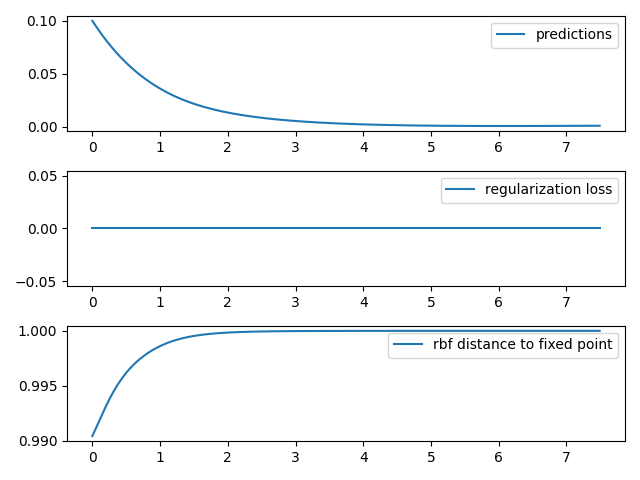 0.10
0.05
0.00
predictions
0 1 2 3 4 5 6 7
0.05
0.00
−0.05
regularization loss
0 1 2 3 4 5 6 7
1.000
0.995
0.990
rbf distance to fixed point
0 1 2 3 4 5 6 7